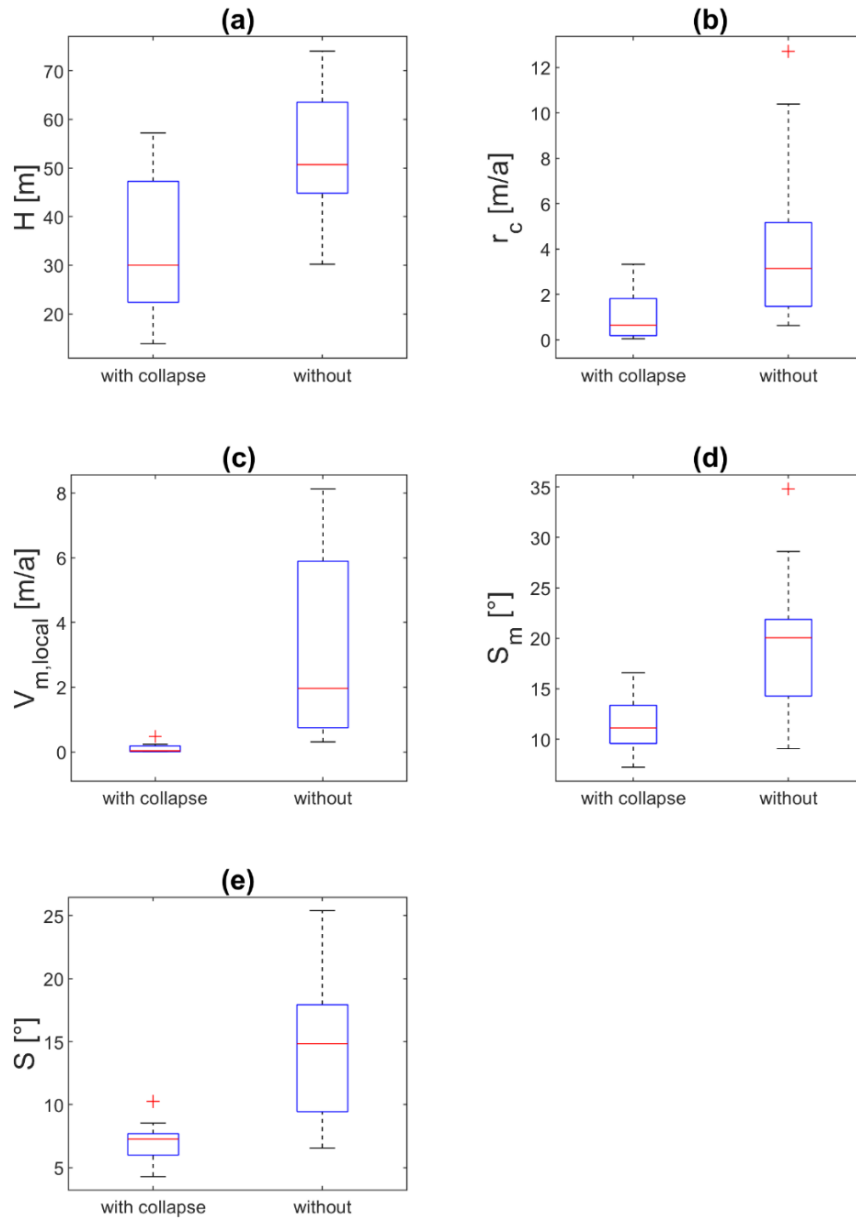 (a)
70
60
50
40
30
20
H [m]
with collapse
without
(b)
12
10
8
6
4
2
0
r_c [m/a]
with collapse
without
(c)
8
6
4
2
0
V_m,local [m/a]
with collapse
without
(d)
35
30
25
20
15
10
S_m [°]
with collapse
without
(e)
25
20
15
10
5
S [°]
with collapse
without